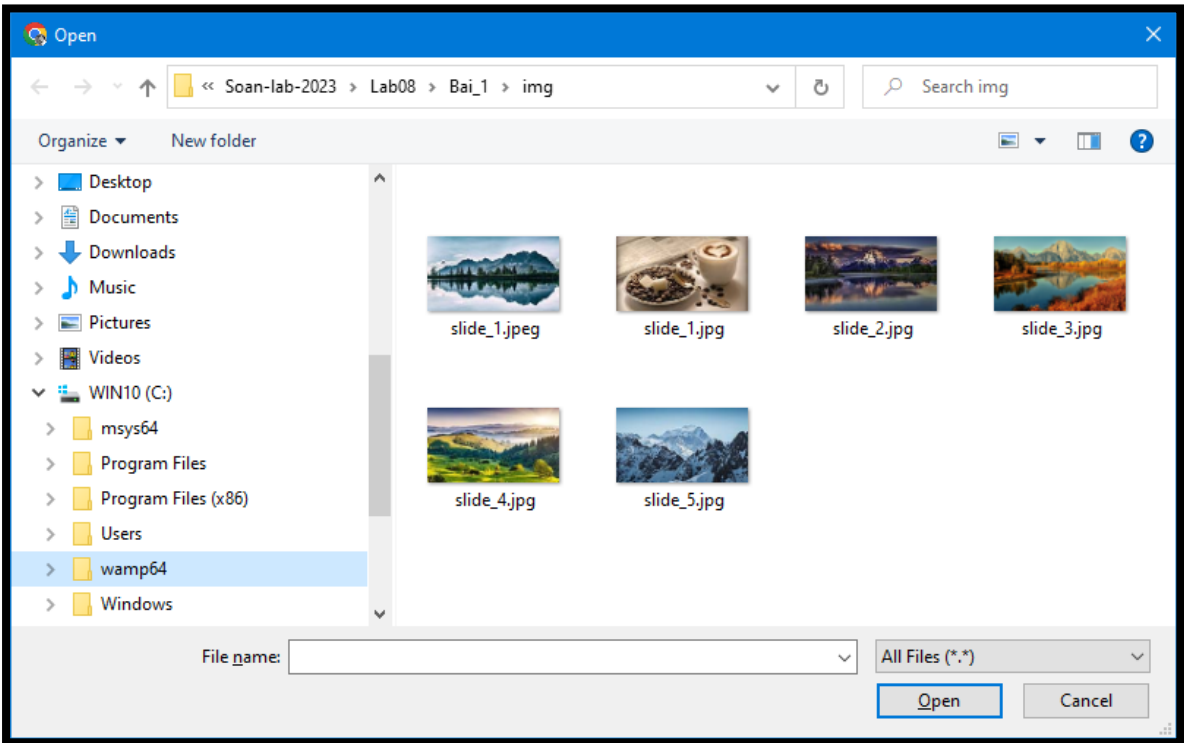 Open
« Soan-lab-2023 > Lab08 > Bai_1 > img
Search img
Organize
New folder
Desktop
Documents
Downloads
Music
Pictures
Videos
WIN10 (C:)
msys64
Program Files
Program Files (x86)
Users
wamp64
Windows
slide_1.jpeg
slide_1.jpg
slide_2.jpg
slide_3.jpg
slide_4.jpg
slide_5.jpg
File name:
All Files (*.*)
Open
Cancel